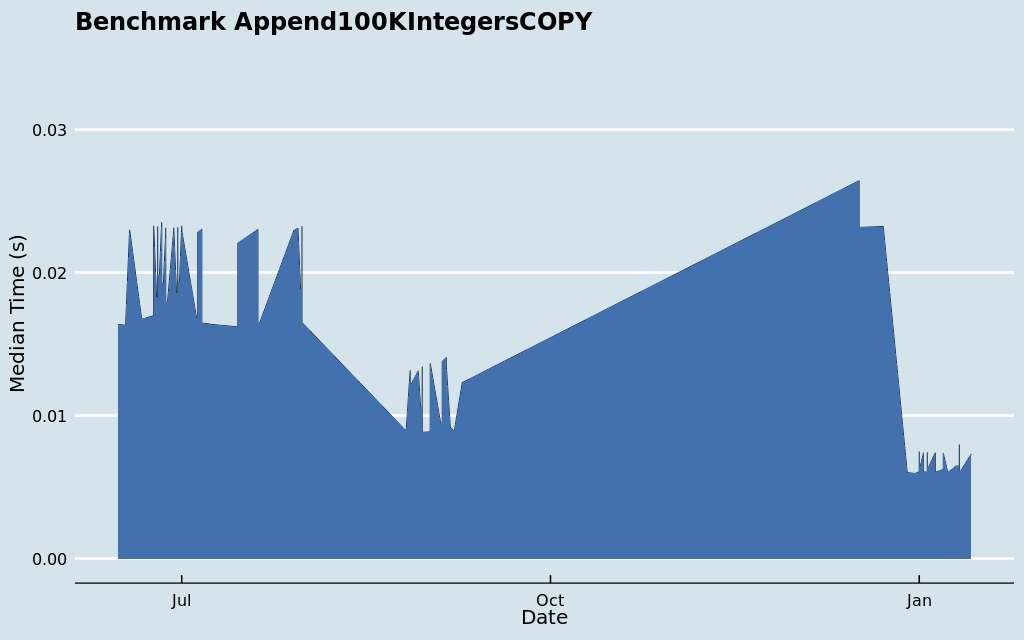 Benchmark Append100KIntegersCOPY
0.03
0.02
0.01
0.00
Median Time (s)
Jul
Oct
Jan
Date